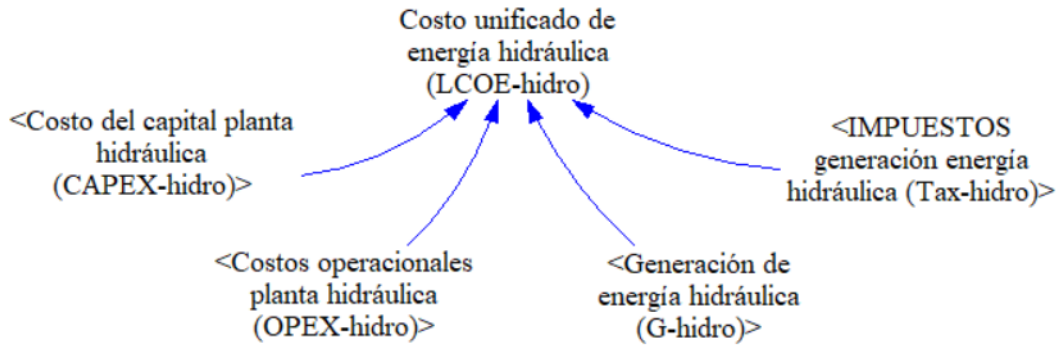 Costo unificado de
energía hidráulica
(LCOE-hidro)
<Costo del capital planta
hidráulica
(CAPEX-hidro)>
<IMPUESTOS
generación energía
hidráulica (Tax-hidro)>
<Costos operacionales
planta hidráulica
(OPEX-hidro)>
<Generación de
energía hidráulica
(G-hidro)>